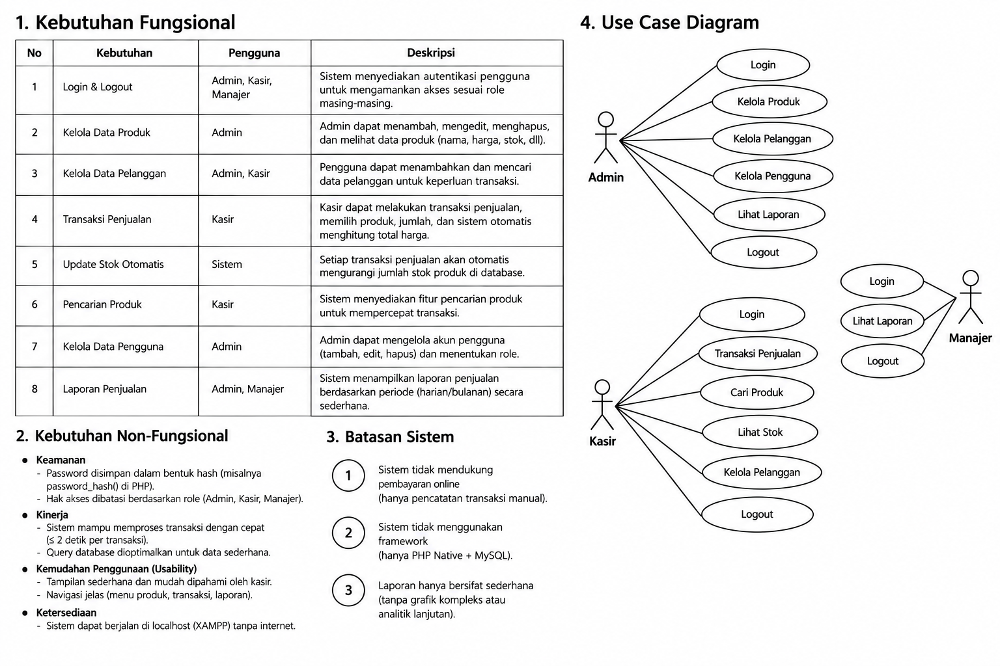 1. Kebutuhan Fungsional
No
Kebutuhan
Pengguna
Deskripsi
1
Login & Logout
Admin, Kasir,
Manajer
Sistem menyediakan autentikasi pengguna
untuk mengamankan akses sesuai role
masing-masing.
2
Kelola Data Produk
Admin
Admin dapat menambah, mengedit, menghapus,
dan melihat data produk (nama, harga, stok, dll).
3
Kelola Data Pelanggan
Admin, Kasir
Pengguna dapat menambahkan dan mencari
data pelanggan untuk keperluan transaksi.
4
Transaksi Penjualan
Kasir
Kasir dapat melakukan transaksi penjualan,
memilih produk, jumlah, dan sistem otomatis
menghitung total harga.
5
Update Stok Otomatis
Sistem
Setiap transaksi penjualan akan otomatis
mengurangi jumlah stok produk di database.
6
Pencarian Produk
Kasir
Sistem menyediakan fitur pencarian produk
untuk mempercepat transaksi.
7
Kelola Data Pengguna
Admin
Admin dapat mengelola akun pengguna
(tambah, edit, hapus) dan menentukan role.
8
Laporan Penjualan
Admin, Manajer
Sistem menampilkan laporan penjualan
berdasarkan periode (harian/bulanan) secara
sederhana.
2. Kebutuhan Non-Fungsional
● Keamanan
- Password disimpan dalam bentuk hash (misalnya
password_hash() di PHP).
- Hak akses dibatasi berdasarkan role (Admin, Kasir, Manajer).
● Kinerja
- Sistem mampu memproses transaksi dengan cepat
(≤ 2 detik per transaksi).
- Query database dioptimalkan untuk data sederhana.
● Kemudahan Penggunaan (Usability)
- Tampilan sederhana dan mudah dipahami oleh kasir.
- Navigasi jelas (menu produk, transaksi, laporan).
● Ketersediaan
- Sistem dapat berjalan di localhost (XAMPP) tanpa internet.
3. Batasan Sistem
1
Sistem tidak mendukung
pembayaran online
(hanya pencatatan transaksi manual).
2
Sistem tidak menggunakan
framework
(hanya PHP Native + MySQL).
3
Laporan hanya bersifat sederhana
(tanpa grafik kompleks atau
analitik lanjutan).
4. Use Case Diagram
Admin
Login
Kelola Produk
Kelola Pelanggan
Kelola Pengguna
Lihat Laporan
Logout
Login
Lihat Laporan
Logout
Manajer
Kasir
Login
Transaksi Penjualan
Cari Produk
Lihat Stok
Kelola Pelanggan
Logout